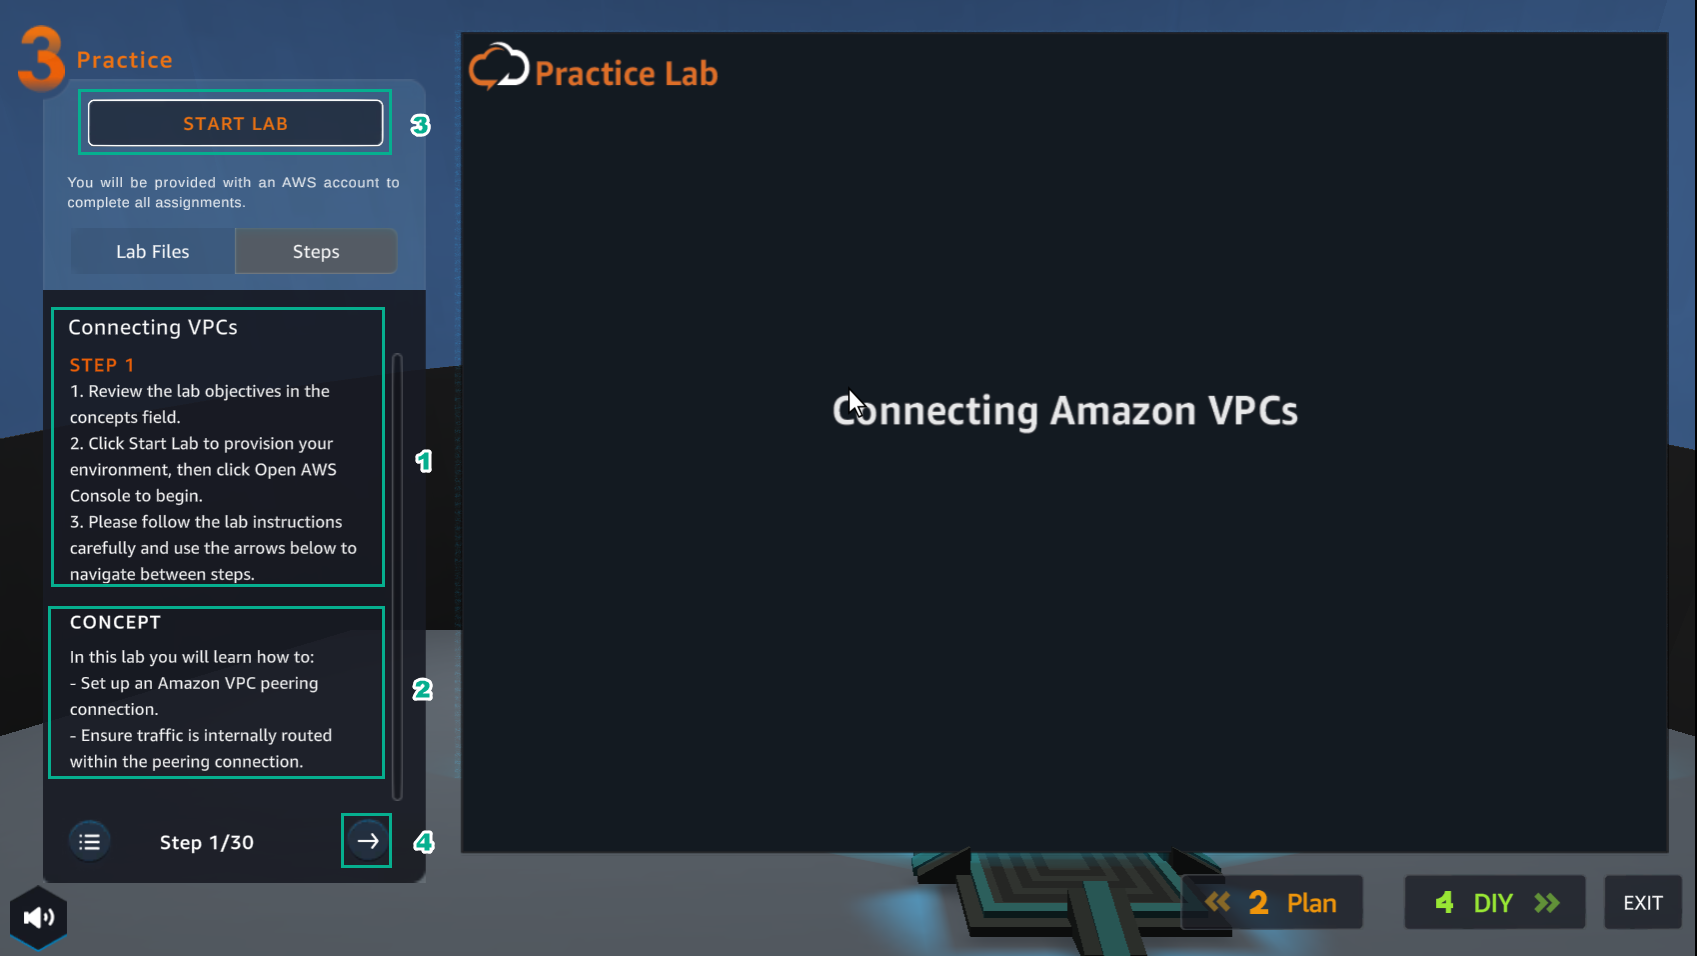 3 Practice
START LAB
3
You will be provided with an AWS account to
complete all assignments.
Lab Files
Steps
Connecting VPCs
STEP 1
1. Review the lab objectives in the
concepts field.
2. Click Start Lab to provision your
environment, then click Open AWS
Console to begin.
3. Please follow the lab instructions
carefully and use the arrows below to
navigate between steps.
1
CONCEPT
In this lab you will learn how to:
- Set up an Amazon VPC peering
connection.
- Ensure traffic is internally routed
within the peering connection.
2
Step 1/30
4
Practice Lab
Connecting Amazon VPCs
2 Plan
4 DIY
EXIT